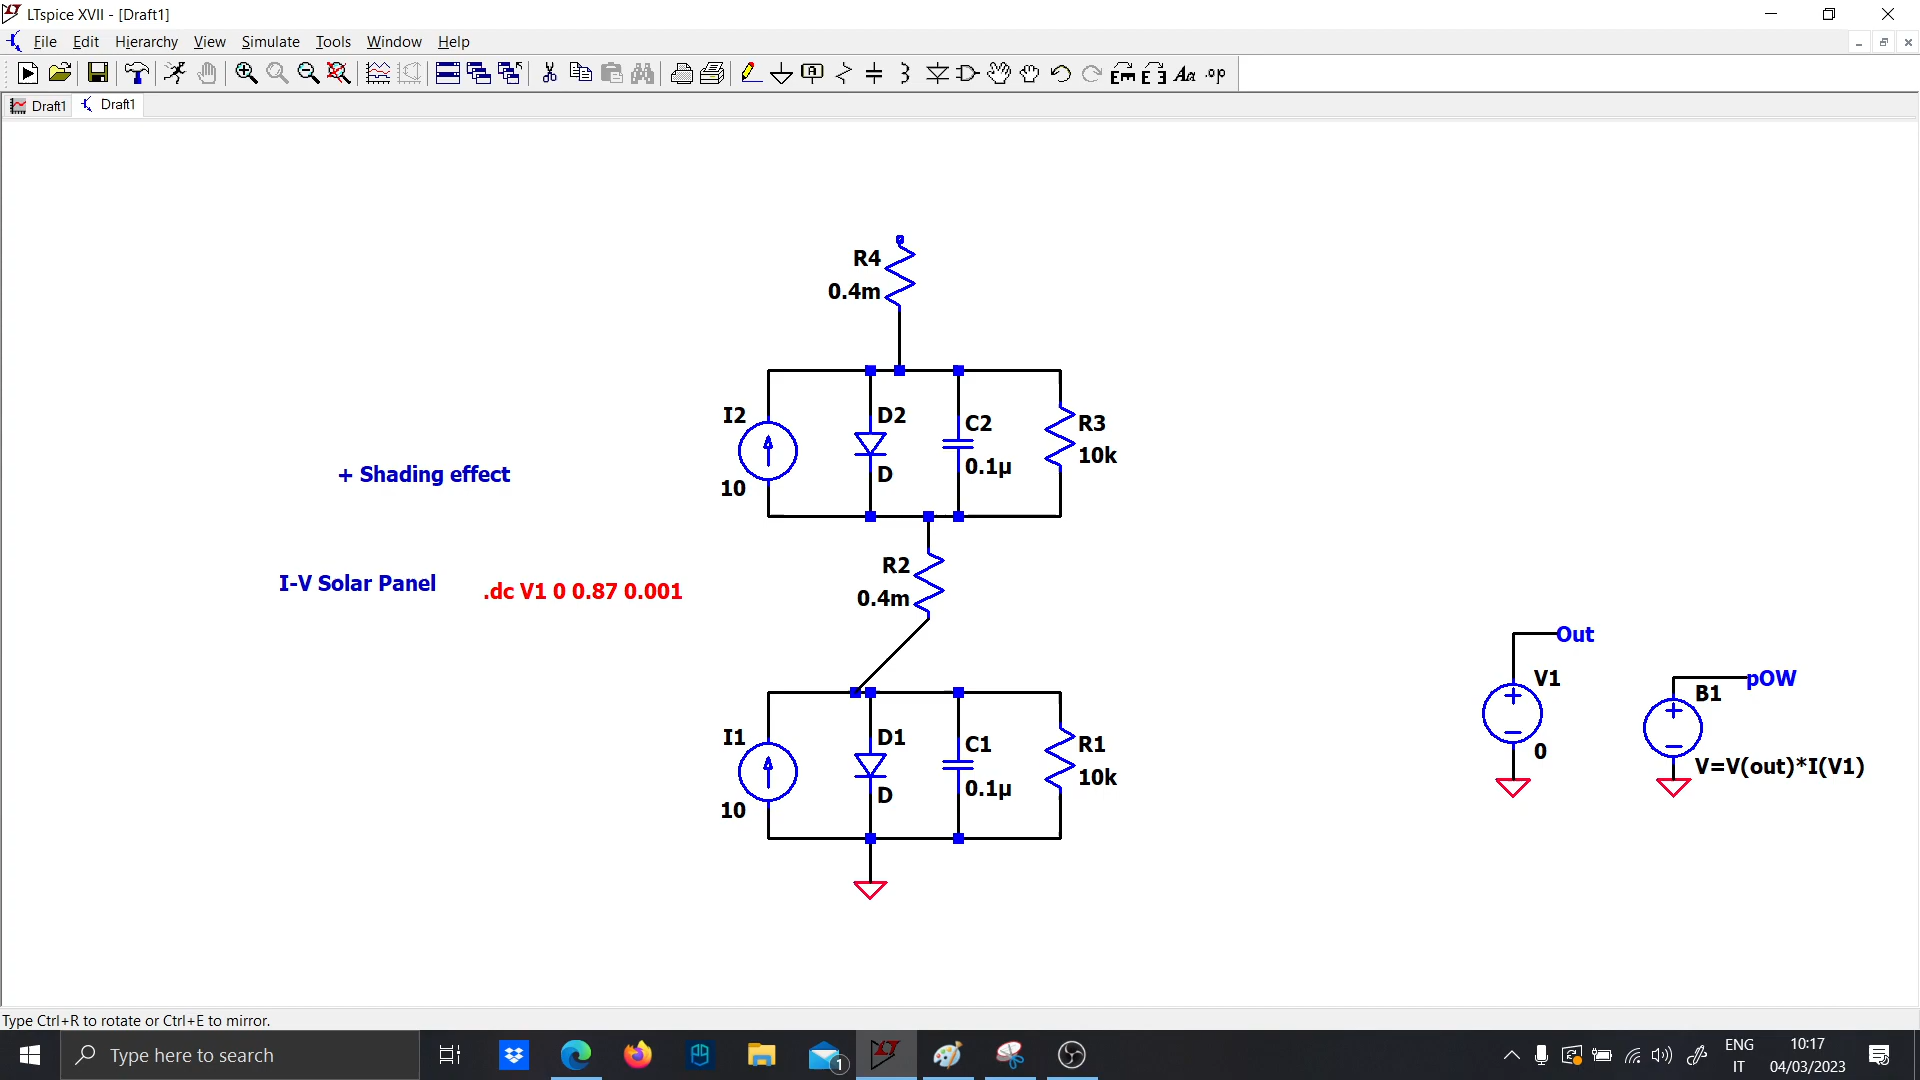 LTspice XVII - [Draft1]
File Edit Hierarchy View Simulate Tools Window Help
Draft1 Draft1
R4
0.4m
I2
10
D2
D
C2
0.1µ
R3
10k
+ Shading effect
R2
0.4m
I-V Solar Panel
.dc V1 0 0.87 0.001
I1
10
D1
D
C1
0.1µ
R1
10k
Out
V1
0
pOW
B1
V=V(out)*I(V1)
Type Ctrl+R to rotate or Ctrl+E to mirror.
Type here to search
1
ENG
IT
10:17
04/03/2023